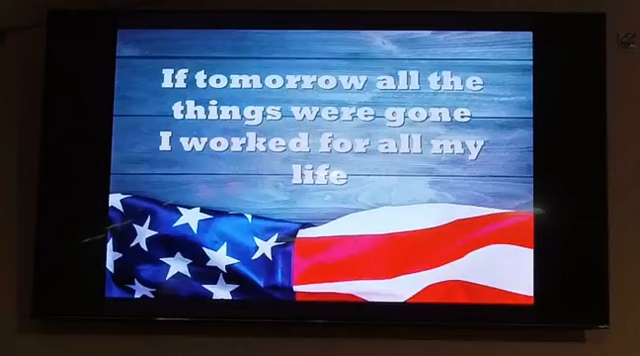 If tomorrow all the
things were gone
I worked for all my
life